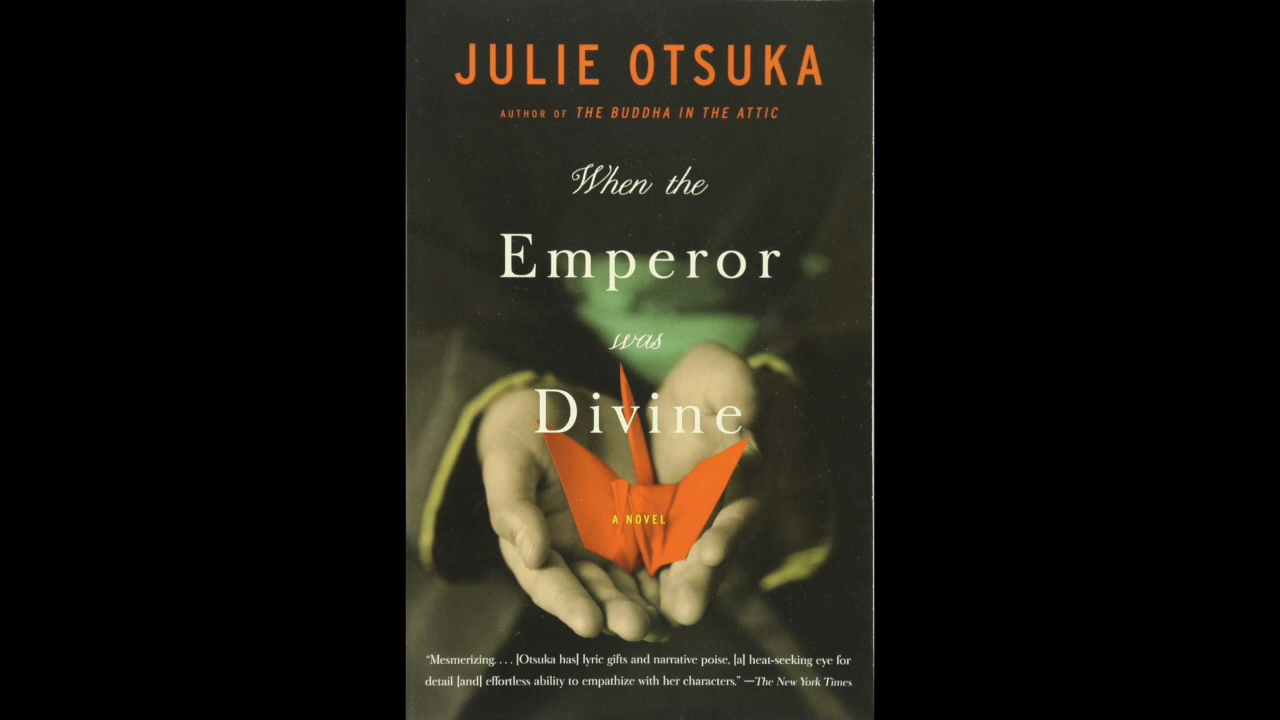 JULIE OTSUKA
AUTHOR OF THE BUDDHA IN THE ATTIC
When the
Emperor
was
Divine
A NOVEL
“Mesmerizing. . . . [Otsuka has] lyric gifts and narrative poise, [a] heat-seeking eye for
detail [and] effortless ability to empathize with her characters.” —The New York Times